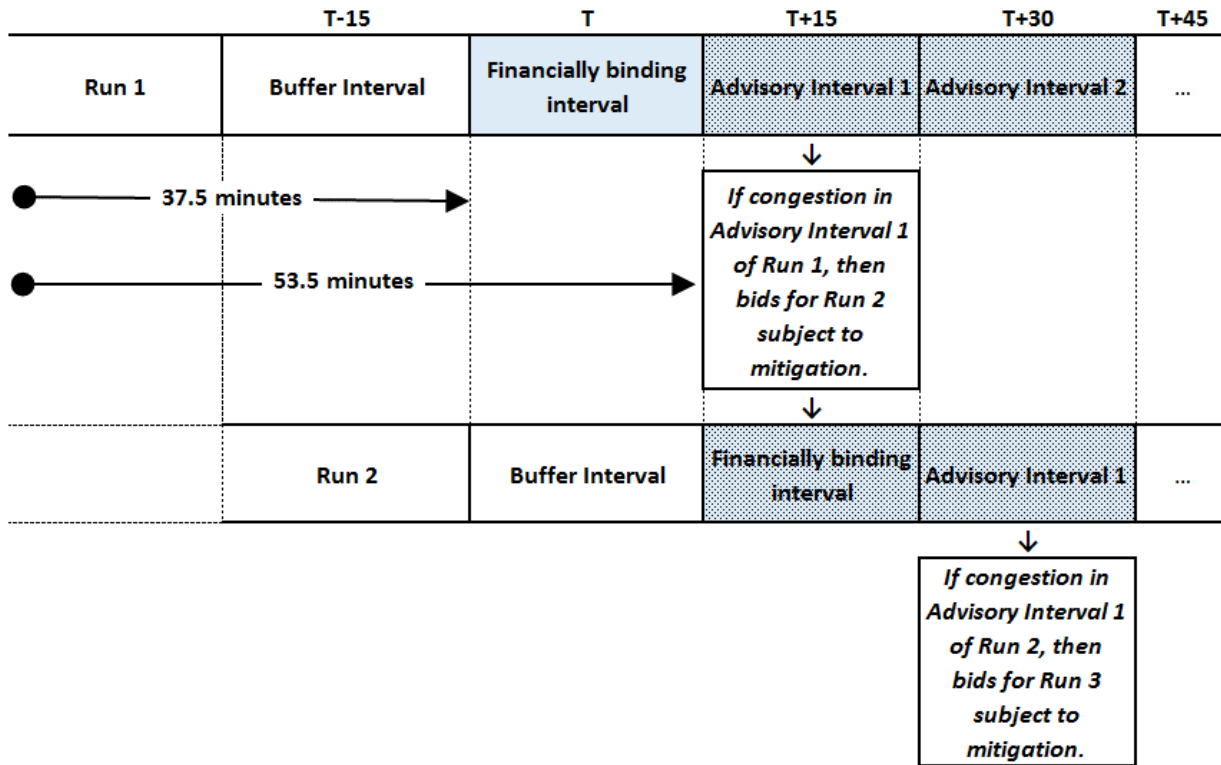 T-15 T T+15 T+30 T+45
Run 1 Buffer Interval Financially binding interval Advisory Interval 1 Advisory Interval 2 ...
↓
37.5 minutes
53.5 minutes
If congestion in
Advisory Interval 1
of Run 1, then
bids for Run 2
subject to
mitigation.
↓
Run 2 Buffer Interval Financially binding interval Advisory Interval 1 ...
↓
If congestion in
Advisory Interval 1
of Run 2, then
bids for Run 3
subject to
mitigation.